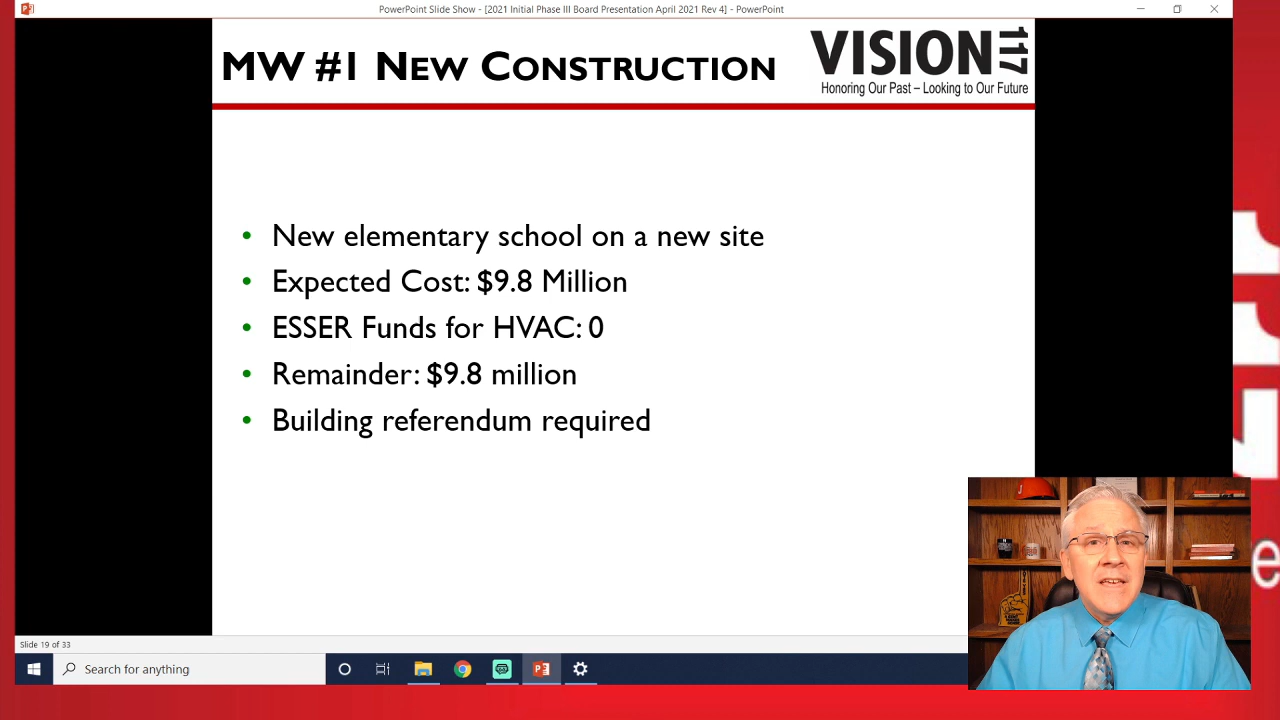 PowerPoint Slide Show - [2021 Initial Phase III Board Presentation April 2021 Rev 4] - PowerPoint
MW #1 NEW CONSTRUCTION
VISION 117
Honoring Our Past – Looking to Our Future
• New elementary school on a new site
• Expected Cost: $9.8 Million
• ESSER Funds for HVAC: 0
• Remainder: $9.8 million
• Building referendum required
Slide 19 of 33
Search for anything